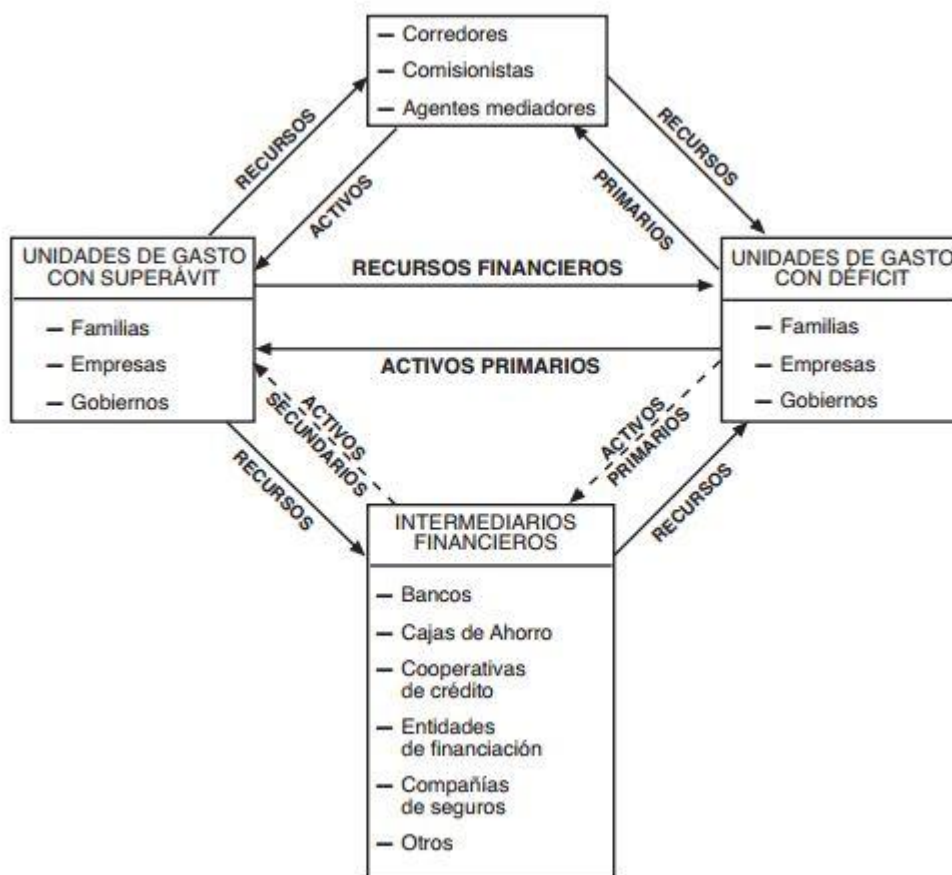 – Corredores
– Comisionistas
– Agentes mediadores
RECURSOS
ACTIVOS
PRIMARIOS
RECURSOS
UNIDADES DE GASTO
CON SUPERÁVIT
– Familias
– Empresas
– Gobiernos
RECURSOS FINANCIEROS
ACTIVOS PRIMARIOS
UNIDADES DE GASTO
CON DÉFICIT
– Familias
– Empresas
– Gobiernos
ACTIVOS
SECUNDARIOS
RECURSOS
ACTIVOS
PRIMARIOS
RECURSOS
INTERMEDIARIOS
FINANCIEROS
– Bancos
– Cajas de Ahorro
– Cooperativas
de crédito
– Entidades
de financiación
– Compañías
de seguros
– Otros